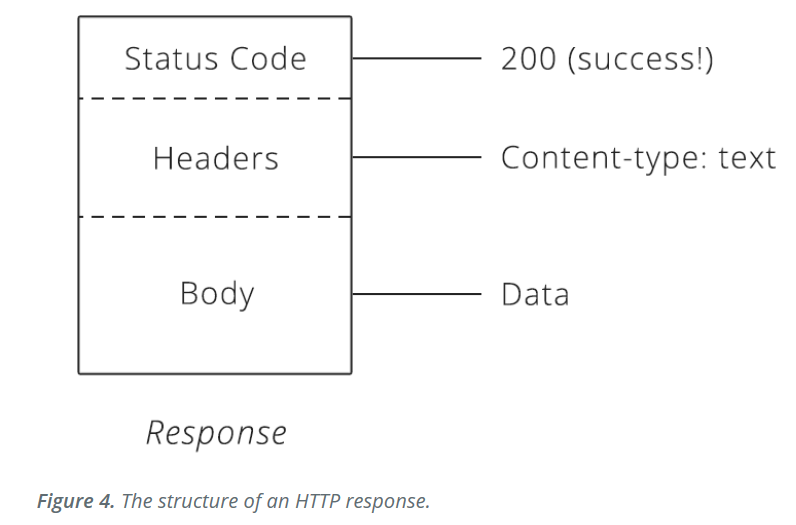 Status Code 200 (success!)
Headers Content-type: text
Body Data
Response
Figure 4. The structure of an HTTP response.